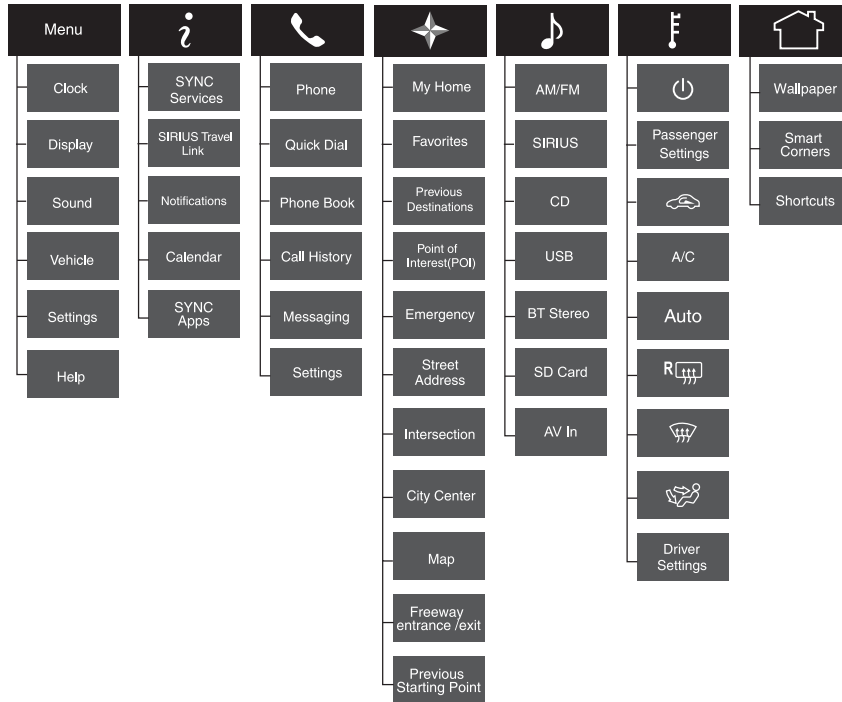 Menu
Clock
Display
Sound
Vehicle
Settings
Help
i
SYNC
Services
SIRIUS Travel
Link
Notifications
Calendar
SYNC
Apps
Phone
Quick Dial
Phone Book
Call History
Messaging
Settings
My Home
Favorites
Previous
Destinations
Point of
Interest(POI)
Emergency
Street
Address
Intersection
City Center
Map
Freeway
entrance /exit
Previous
Starting Point
AM/FM
SIRIUS
CD
USB
BT Stereo
SD Card
AV In
Passenger
Settings
A/C
Auto
R
Driver
Settings
Wallpaper
Smart
Corners
Shortcuts